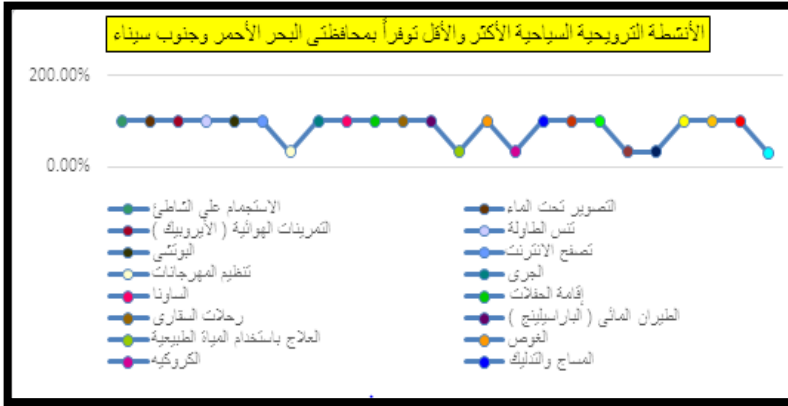 الأنشطة الترويحية السياحية الأكثر والأقل توفراً بمحافظتى البحر الأحمر وجنوب سيناء
200.00%
0.00%
الاستجمام على الشاطئ
التصوير تحت الماء
التمرينات الهوائية ( الأيروبيك )
تنس الطاولة
البوتشى
تصفح الانترنت
تنظيم المهرجانات
الجرى
الساونا
إقامة الحفلات
رحلات السفارى
الطيران المائى ( الباراسيلينج )
العلاج باستخدام المياة الطبيعية
الغوص
الكروكيه
المساج والتدليك